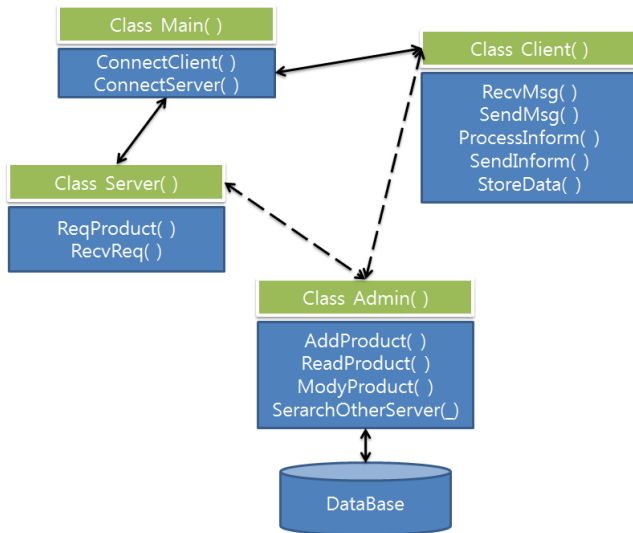 Class Main( )
ConnectClient( )
ConnectServer( )
Class Client( )
RecvMsg( )
SendMsg( )
ProcessInform( )
SendInform( )
StoreData( )
Class Server( )
ReqProduct( )
RecvReq( )
Class Admin( )
AddProduct( )
ReadProduct( )
ModyProduct( )
SerarchOtherServer(_)
DataBase